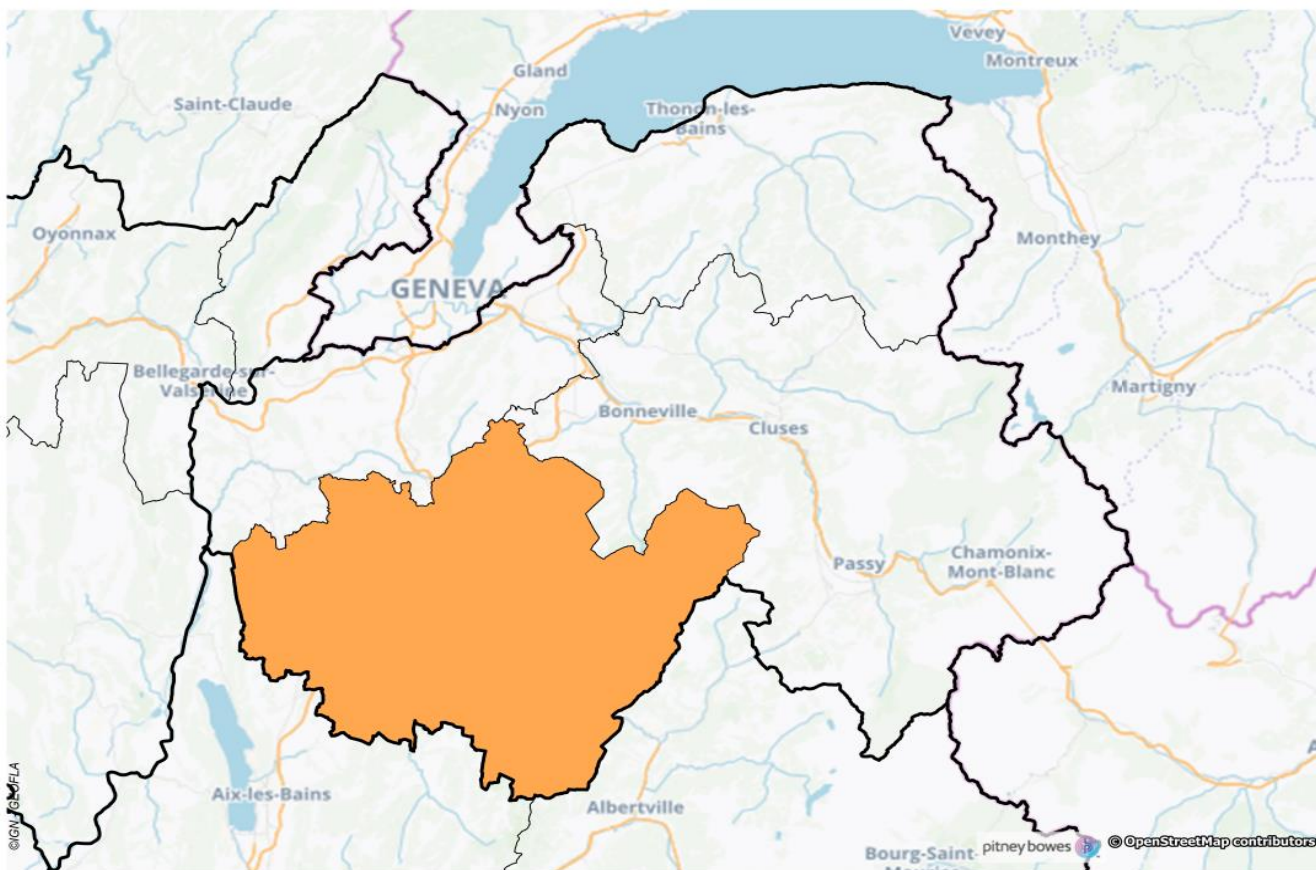 Vevey
Gland
Montreux
Saint-Claude
Nyon
Thonon-les-
Bains
Oyonnax
Monthey
GENEVA
Bellegarde-sur-
Valserine
Martigny
Bonneville
Cluses
Passy
Chamonix-
Mont-Blanc
Aix-les-Bains
Albertville
©IGN /GEOFLA
Bourg-Saint-
pitney bowes
© OpenStreetMap contributors